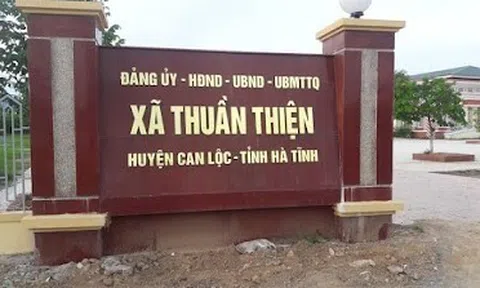 ĐẢNG ỦY - HĐND - UBND - UBMTTQ
XÃ THUẦN THIỆN
HUYỆN CAN LỘC - TỈNH HÀ TĨNH